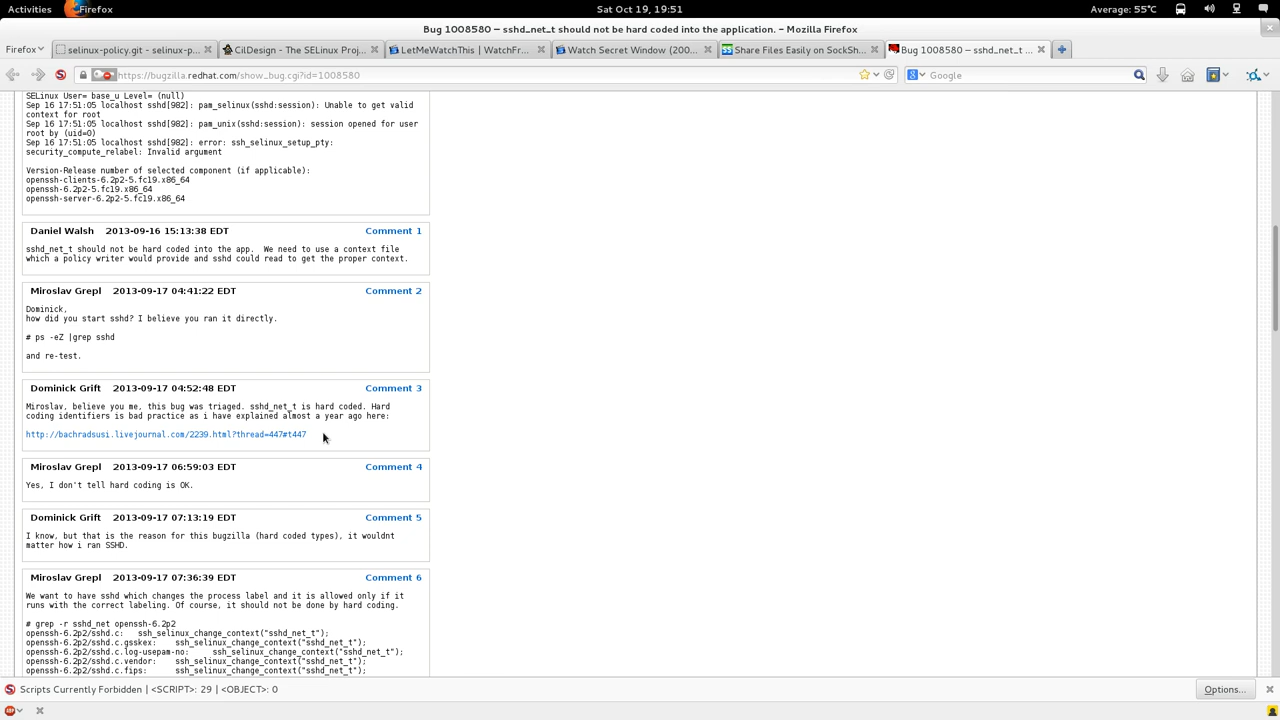 Activities Firefox Sat Oct 19, 19:51 Average: 55°C
Bug 1008580 – sshd_net_t should not be hard coded into the application. - Mozilla Firefox
Firefox selinux-policy.git - selinux-p... CilDesign - The SELinux Proj... LetMeWatchThis | WatchFr... Watch Secret Window (200... Share Files Easily on SockSh... Bug 1008580 – sshd_net_t ...
https://bugzilla.redhat.com/show_bug.cgi?id=1008580 Google
SELinux User= base_u Level= (null)
Sep 16 17:51:05 localhost sshd[982]: pam_selinux(sshd:session): Unable to get valid
context for root
Sep 16 17:51:05 localhost sshd[982]: pam_unix(sshd:session): session opened for user
root by (uid=0)
Sep 16 17:51:05 localhost sshd[982]: error: ssh_selinux_setup_pty:
security_compute_relabel: Invalid argument
Version-Release number of selected component (if applicable):
openssh-clients-6.2p2-5.fc19.x86_64
openssh-6.2p2-5.fc19.x86_64
openssh-server-6.2p2-5.fc19.x86_64
Daniel Walsh 2013-09-16 15:13:38 EDT Comment 1
sshd_net_t should not be hard coded into the app. We need to use a context file
which a policy writer would provide and sshd could read to get the proper context.
Miroslav Grepl 2013-09-17 04:41:22 EDT Comment 2
Dominick,
how did you start sshd? I believe you ran it directly.
# ps -eZ |grep sshd
and re-test.
Dominick Grift 2013-09-17 04:52:48 EDT Comment 3
Miroslav, believe you me, this bug was triaged. sshd_net_t is hard coded. Hard
coding identifiers is bad practice as i have explained almost a year ago here:
http://bachradsusi.livejournal.com/2239.html?thread=447#t447
Miroslav Grepl 2013-09-17 06:59:03 EDT Comment 4
Yes, I don't tell hard coding is OK.
Dominick Grift 2013-09-17 07:13:19 EDT Comment 5
I know, but that is the reason for this bugzilla (hard coded types), it wouldnt
matter how i ran SSHD.
Miroslav Grepl 2013-09-17 07:36:39 EDT Comment 6
We want to have sshd which changes the process label and it is allowed only if it
runs with the correct labeling. Of course, it should not be done by hard coding.
# grep -r sshd_net openssh-6.2p2
openssh-6.2p2/sshd.c: ssh_selinux_change_context("sshd_net_t");
openssh-6.2p2/sshd.c.gsskex: ssh_selinux_change_context("sshd_net_t");
openssh-6.2p2/sshd.c.log-usepam-no: ssh_selinux_change_context("sshd_net_t");
openssh-6.2p2/sshd.c.vendor: ssh_selinux_change_context("sshd_net_t");
openssh-6.2p2/sshd.c.fips: ssh_selinux_change_context("sshd_net_t");
Scripts Currently Forbidden | <SCRIPT>: 29 | <OBJECT>: 0 Options...